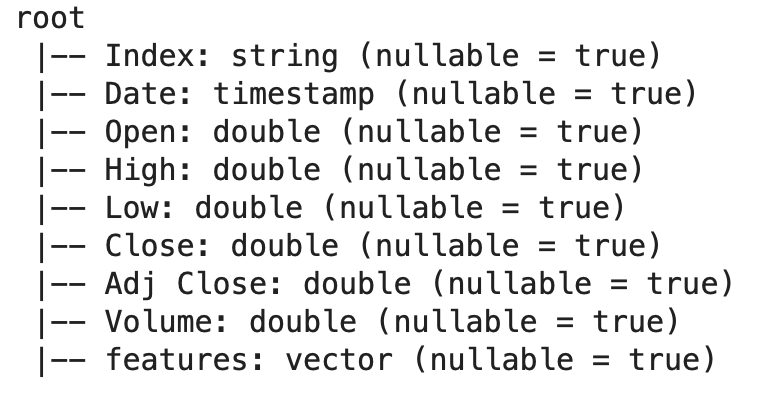 root
 |-- Index: string (nullable = true)
 |-- Date: timestamp (nullable = true)
 |-- Open: double (nullable = true)
 |-- High: double (nullable = true)
 |-- Low: double (nullable = true)
 |-- Close: double (nullable = true)
 |-- Adj Close: double (nullable = true)
 |-- Volume: double (nullable = true)
 |-- features: vector (nullable = true)